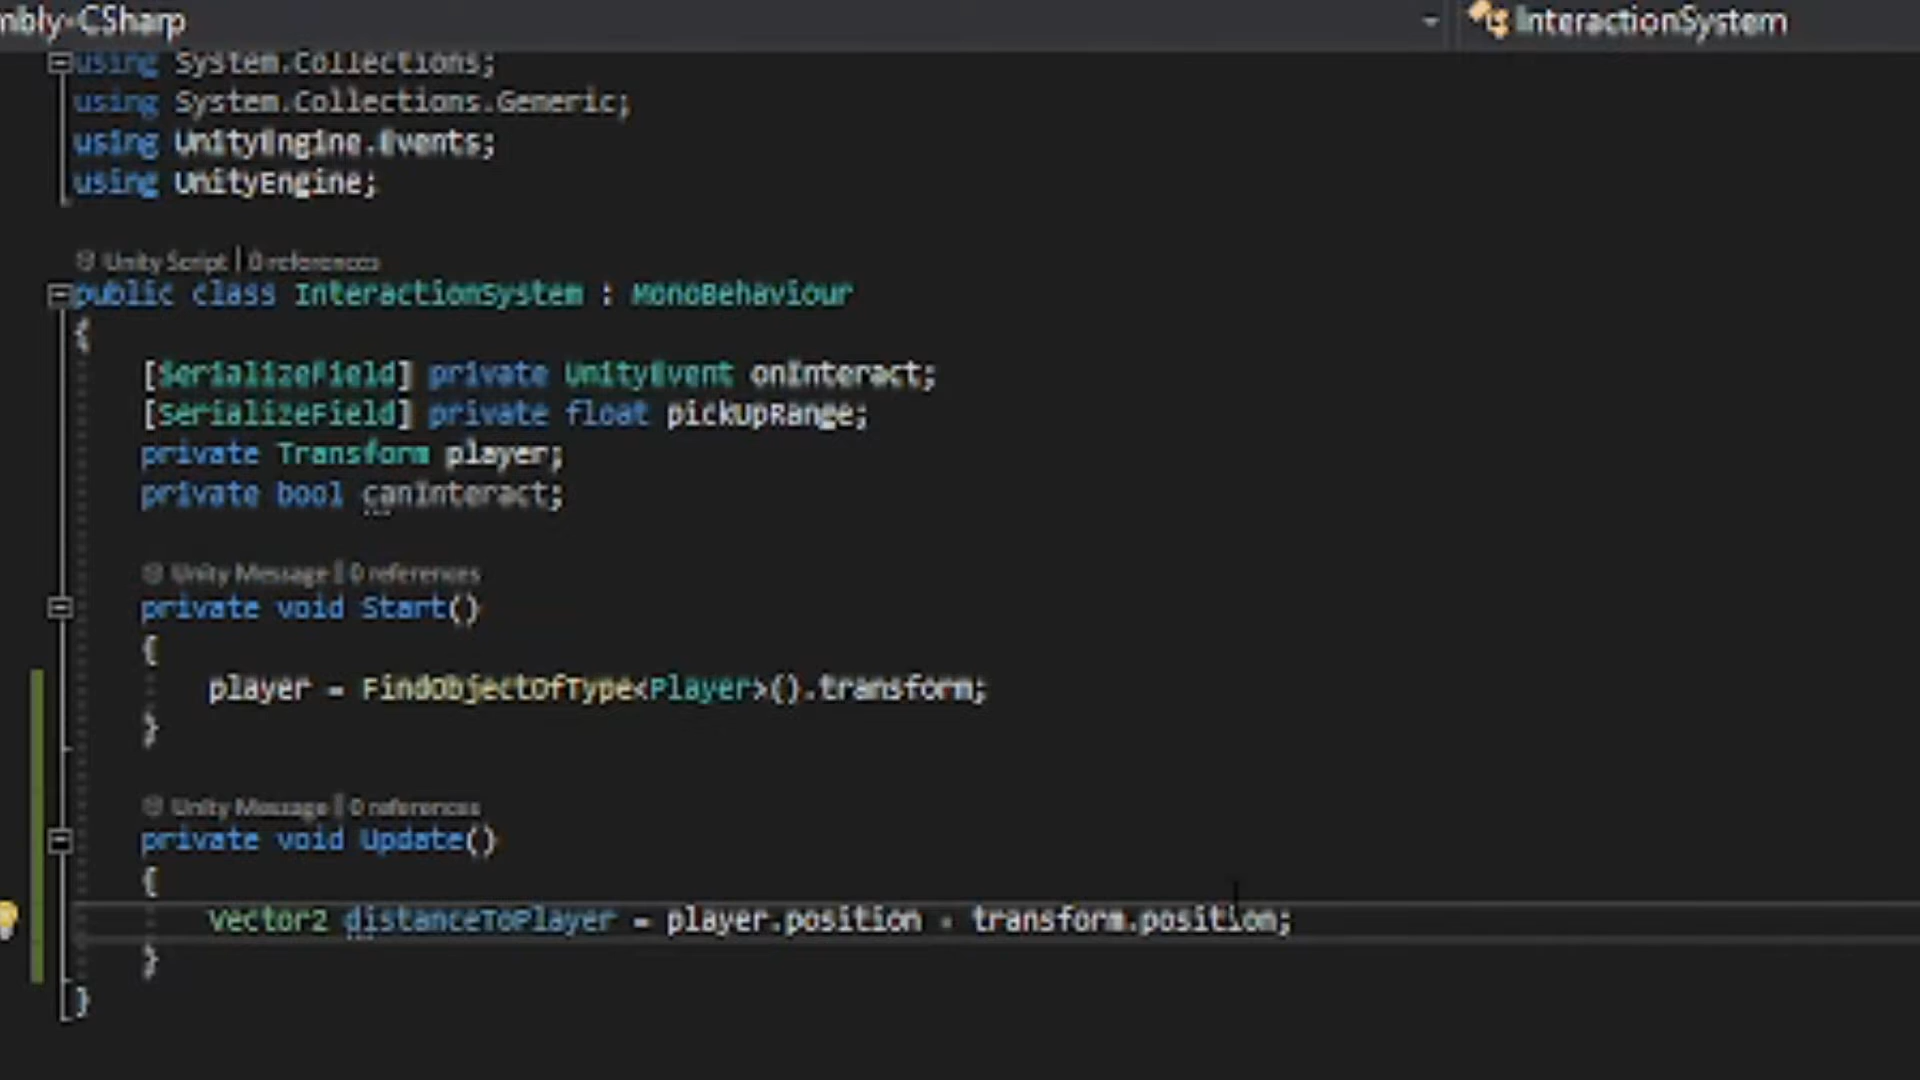 mbly-CSharp
InteractionSystem
using System.Collections;
using System.Collections.Generic;
using UnityEngine.Events;
using UnityEngine;
Unity Script | 0 references
public class InteractionSystem : MonoBehaviour
{
[SerializeField] private UnityEvent onInteract;
[SerializeField] private float pickUpRange;
private Transform player;
private bool canInteract;
Unity Message | 0 references
private void Start()
{
player = FindObjectOfType<Player>().transform;
}
Unity Message | 0 references
private void Update()
{
Vector2 distanceToPlayer = player.position - transform.position;
}
}